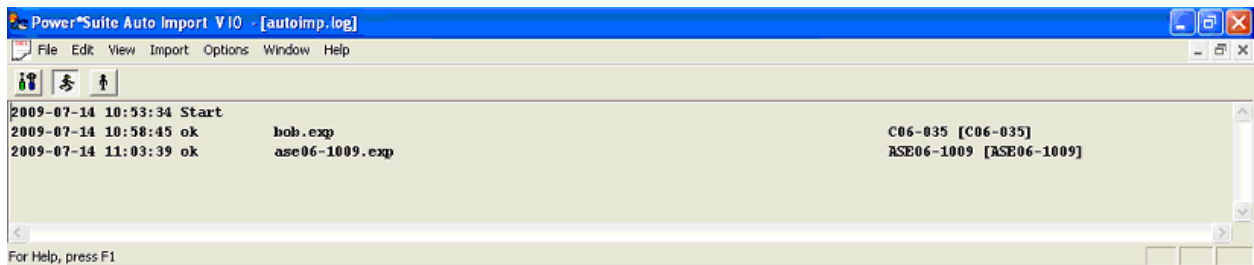 Power*Suite Auto Import V10 - [autoimp.log]
File Edit View Import Options Window Help
2009-07-14 10:53:34 Start
2009-07-14 10:58:45 ok bob.exp C06-035 [C06-035]
2009-07-14 11:03:39 ok ase06-1009.exp ASE06-1009 [ASE06-1009]
For Help, press F1